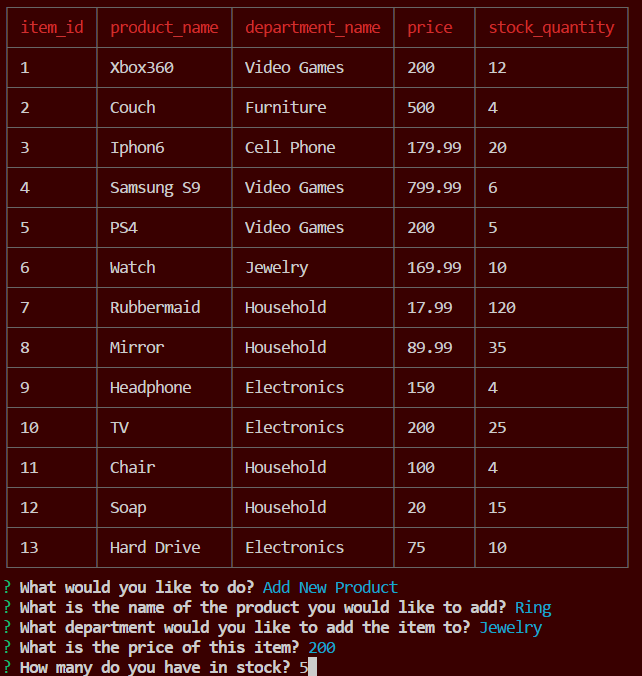 item_id product_name department_name price stock_quantity
1 Xbox360 Video Games 200 12
2 Couch Furniture 500 4
3 Iphon6 Cell Phone 179.99 20
4 Samsung S9 Video Games 799.99 6
5 PS4 Video Games 200 5
6 Watch Jewelry 169.99 10
7 Rubbermaid Household 17.99 120
8 Mirror Household 89.99 35
9 Headphone Electronics 150 4
10 TV Electronics 200 25
11 Chair Household 100 4
12 Soap Household 20 15
13 Hard Drive Electronics 75 10
? What would you like to do? Add New Product
? What is the name of the product you would like to add? Ring
? What department would you like to add the item to? Jewelry
? What is the price of this item? 200
? How many do you have in stock? 5